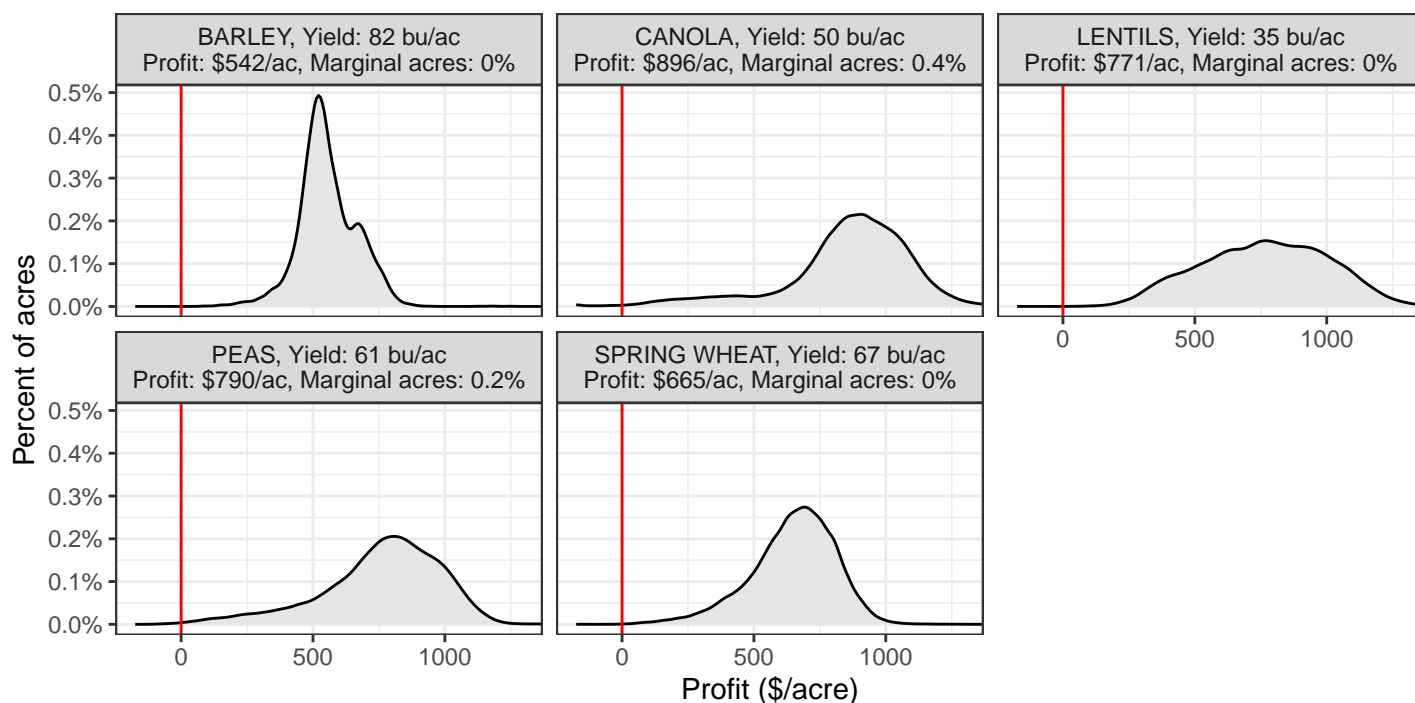 BARLEY, Yield: 82 bu/ac
Profit: $542/ac, Marginal acres: 0%
CANOLA, Yield: 50 bu/ac
Profit: $896/ac, Marginal acres: 0.4%
LENTILS, Yield: 35 bu/ac
Profit: $771/ac, Marginal acres: 0%
0.5%
0.4%
0.3%
0.2%
0.1%
0.0%
0 500 1000
PEAS, Yield: 61 bu/ac
Profit: $790/ac, Marginal acres: 0.2%
SPRING WHEAT, Yield: 67 bu/ac
Profit: $665/ac, Marginal acres: 0%
0.5%
0.4%
0.3%
0.2%
0.1%
0.0%
0 500 1000
0 500 1000
Percent of acres
Profit ($/acre)